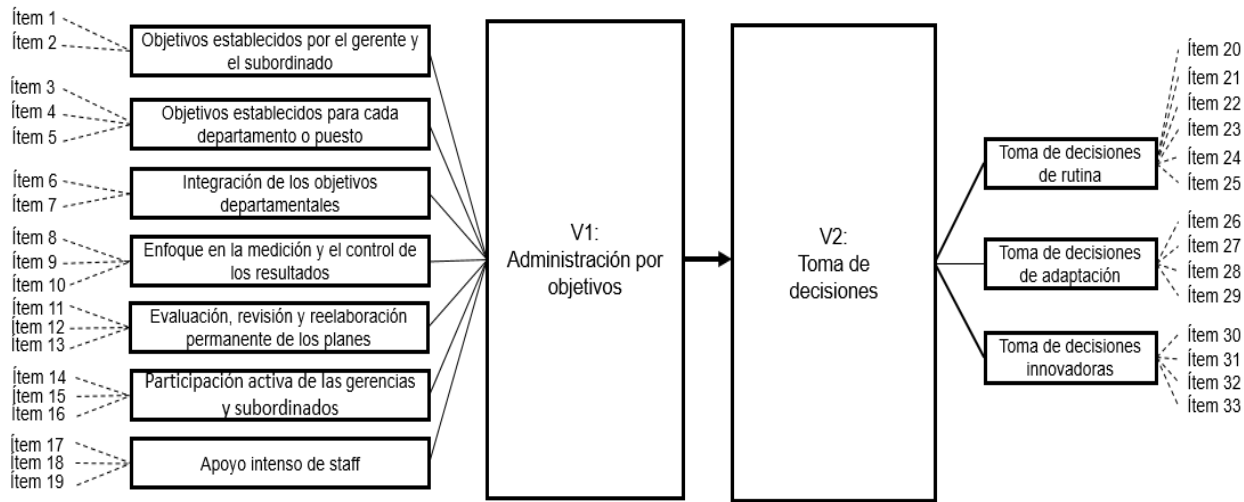 Ítem 1
Ítem 2
Objetivos establecidos por el gerente y
el subordinado
Ítem 3
Ítem 4
Ítem 5
Objetivos establecidos para cada
departamento o puesto
Ítem 6
Ítem 7
Integración de los objetivos
departamentales
Ítem 8
Ítem 9
Ítem 10
Enfoque en la medición y el control de
los resultados
Ítem 11
Ítem 12
Ítem 13
Evaluación, revisión y reelaboración
permanente de los planes
Ítem 14
Ítem 15
Ítem 16
Participación activa de las gerencias
y subordinados
Ítem 17
Ítem 18
Ítem 19
Apoyo intenso de staff
V1:
Administración por
objetivos
V2:
Toma de
decisiones
Toma de decisiones
de rutina
Ítem 20
Ítem 21
Ítem 22
Ítem 23
Ítem 24
Ítem 25
Toma de decisiones
de adaptación
Ítem 26
Ítem 27
Ítem 28
Ítem 29
Toma de decisiones
innovadoras
Ítem 30
Ítem 31
Ítem 32
Ítem 33